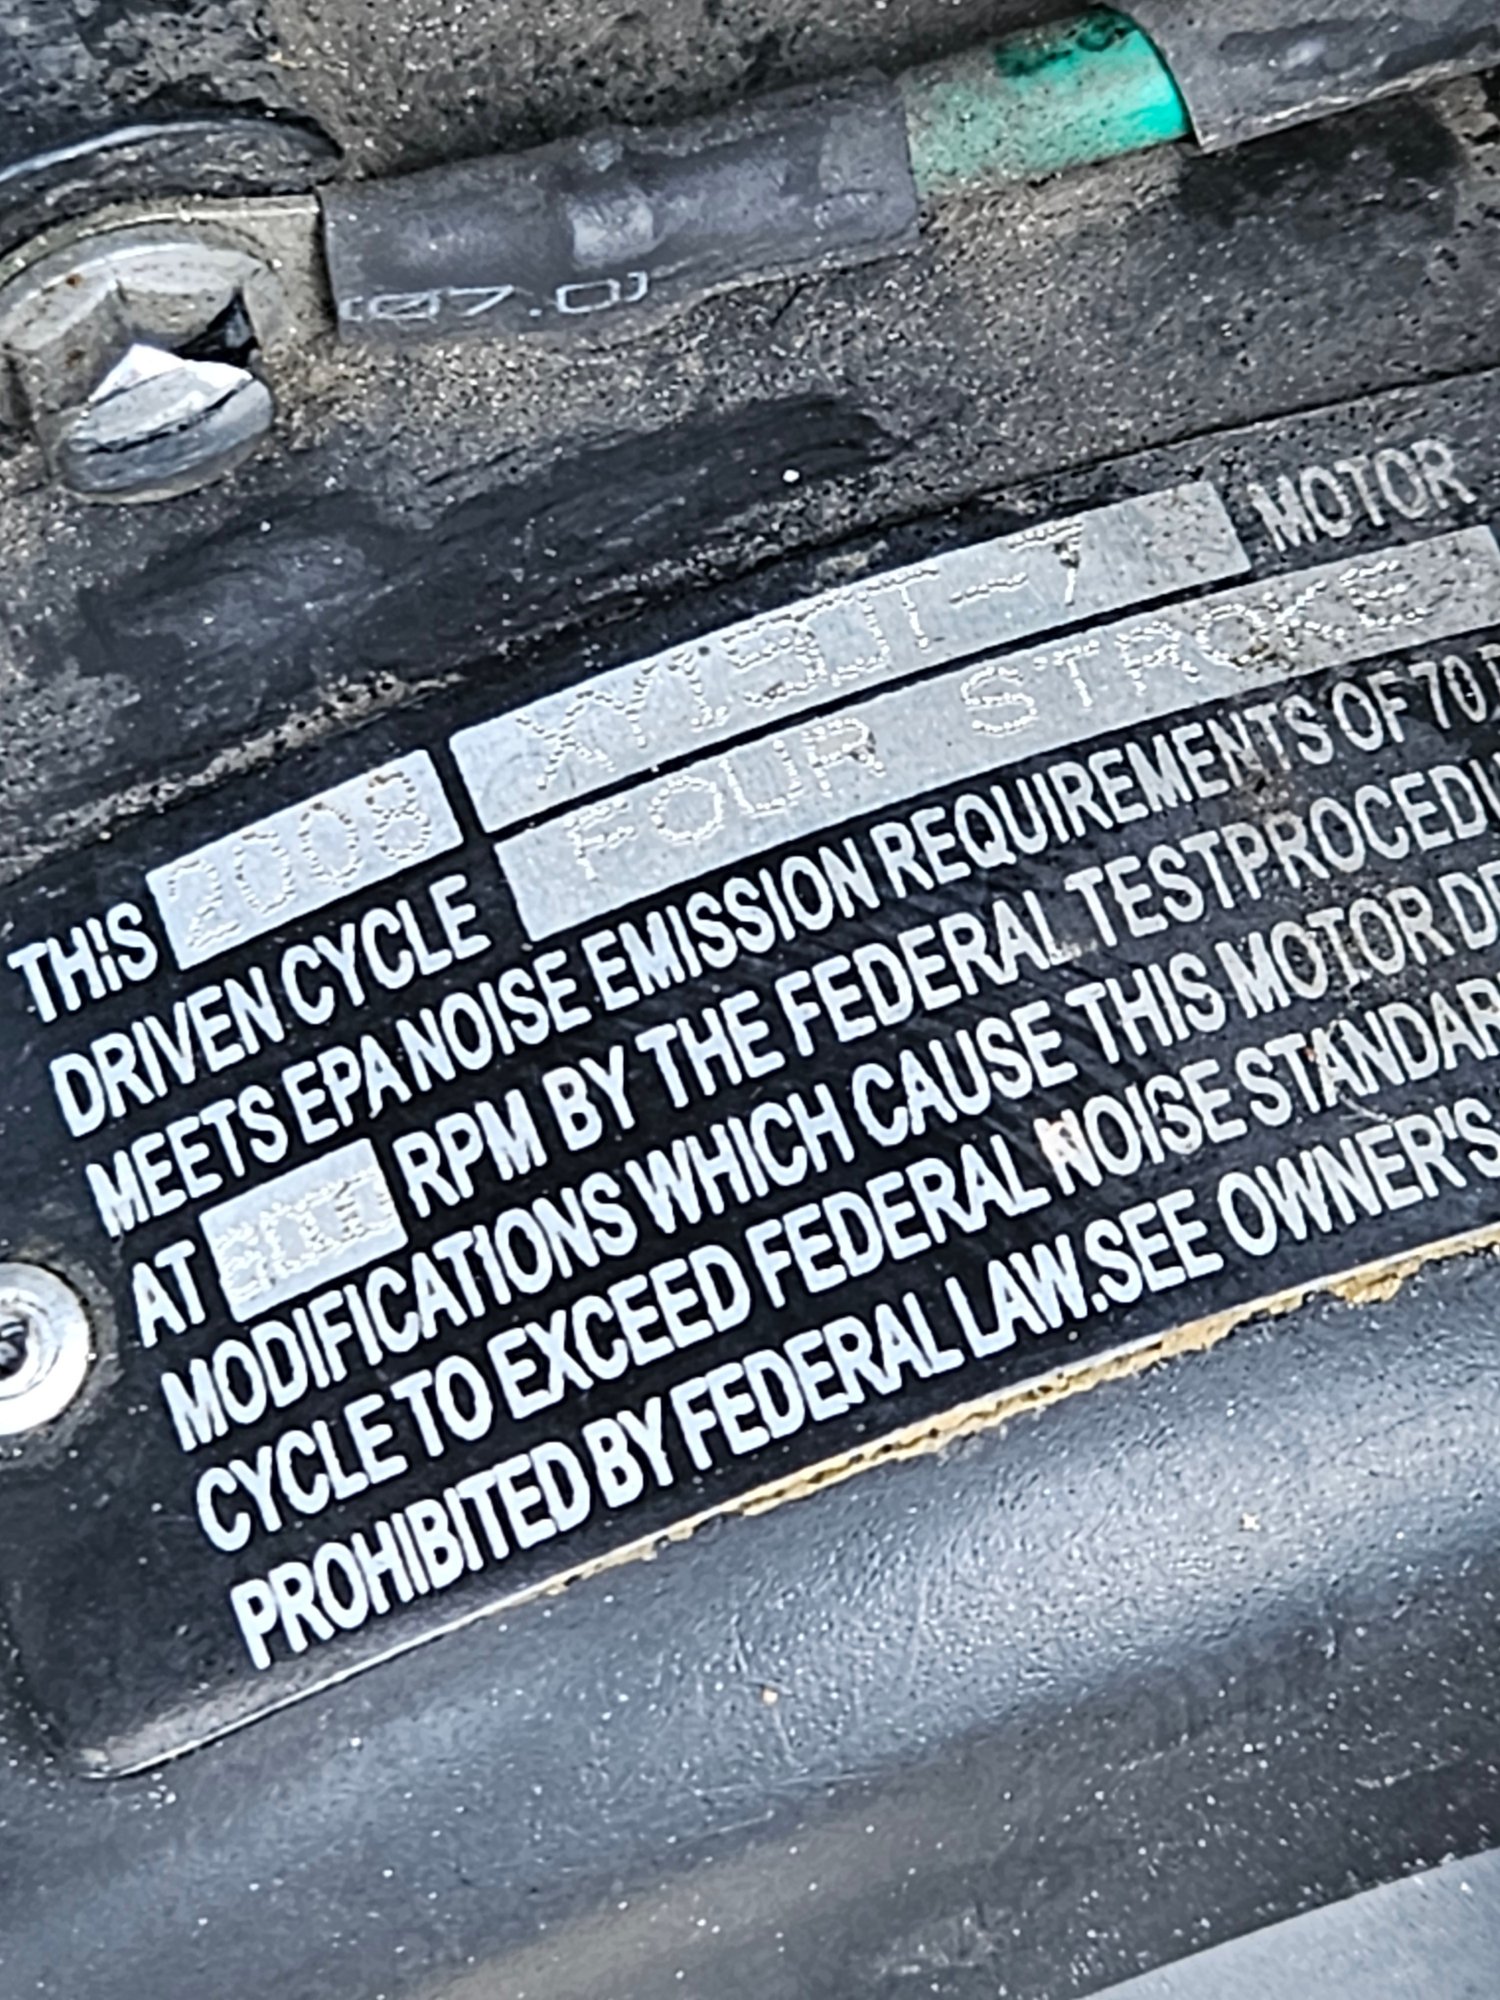 (07.0)
THIS 2008 XY150T-7 MOTOR
DRIVEN CYCLE FOUR STROKE
MEETS EPA NOISE EMISSION REQUIREMENTS OF 70
AT RPM BY THE FEDERAL TESTPROCEDU
MODIFICATIONS WHICH CAUSE THIS MOTOR DR
CYCLE TO EXCEED FEDERAL NOISE STANDAR
PROHIBITED BY FEDERAL LAW.SEE OWNER'S